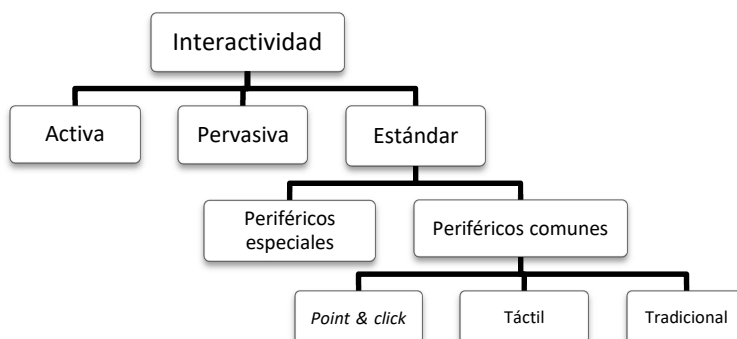 Interactividad
Activa
Pervasiva
Estándar
Periféricos
especiales
Periféricos comunes
Point & click
Táctil
Tradicional